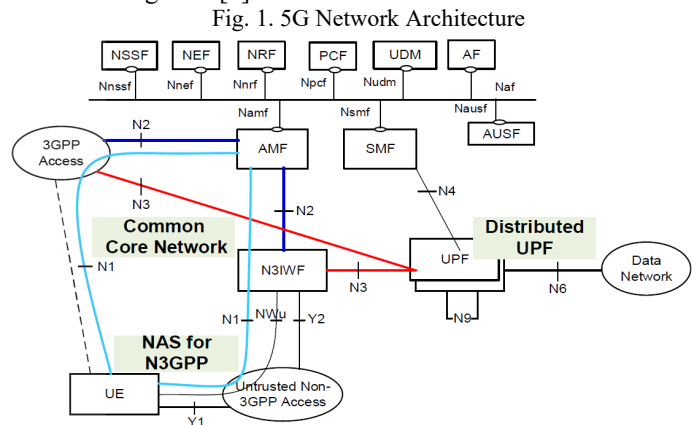 Fig. 1. 5G Network Architecture
NSSF NEF NRF PCF UDM AF
Nnssf Nnef Nnrf Npcf Nudm Naf
Namf Nsmf Nausf
AUSF
N2
3GPP
Access
AMF
SMF
N3
N4
N2
Common
Core Network
Distributed
UPF
UPF
Data
Network
N1
N3IWF
N3
N6
N1
NWu
Y2
N9
NAS for
N3GPP
UE
Untrusted Non-
3GPP Access
Y1